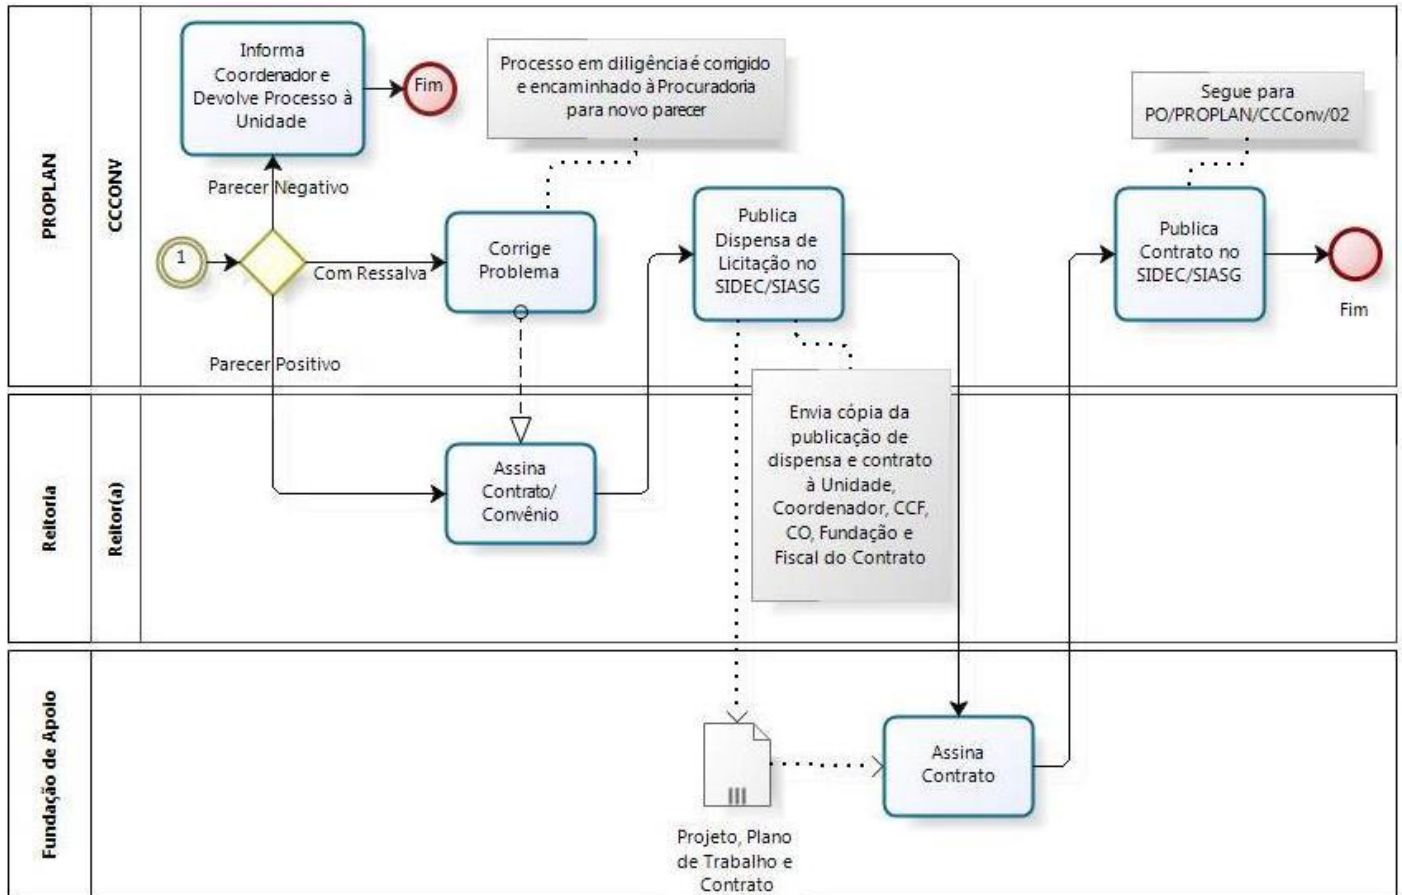 PROPLAN
CCCONV
Informa
Coordenador e
Devolve Processo à
Unidade
Fim
Processo em diligência é corrigido
e encaminhado à Procuradoria
para novo parecer
Segue para
PO/PROPLAN/CCConv/02
Parecer Negativo
1
Com Ressalva
Corrige
Problema
Publica
Dispensa de
Licitação no
SIDEC/SIASG
Publica
Contrato no
SIDEC/SIASG
Fim
Parecer Positivo
Reitoria
Reitor(a)
Assina
Contrato/
Convênio
Envia cópia da
publicação de
dispensa e contrato
à Unidade,
Coordenador, CCF,
CO, Fundação e
Fiscal do Contrato
Fundação de Apoio
Projeto, Plano
de Trabalho e
Contrato
Assina
Contrato